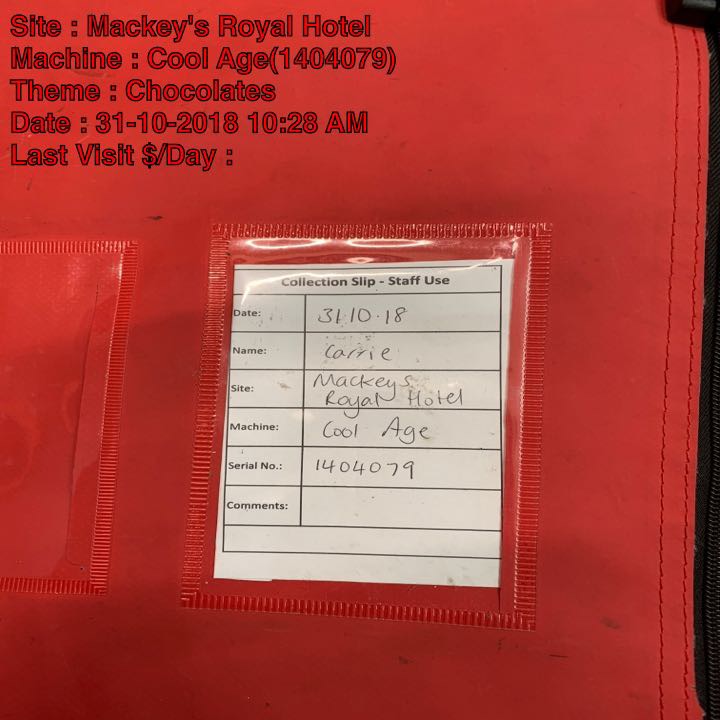 Site : Mackey's Royal Hotel
Machine : Cool Age(1404079)
Theme : Chocolates
Date : 31-10-2018 10:28 AM
Last Visit $/Day :
Collection Slip - Staff Use
Date: 31.10.18
Name: Carrie
Site: Mackeys
Royal Hotel
Machine: Cool Age
Serial No.: 1404079
Comments: